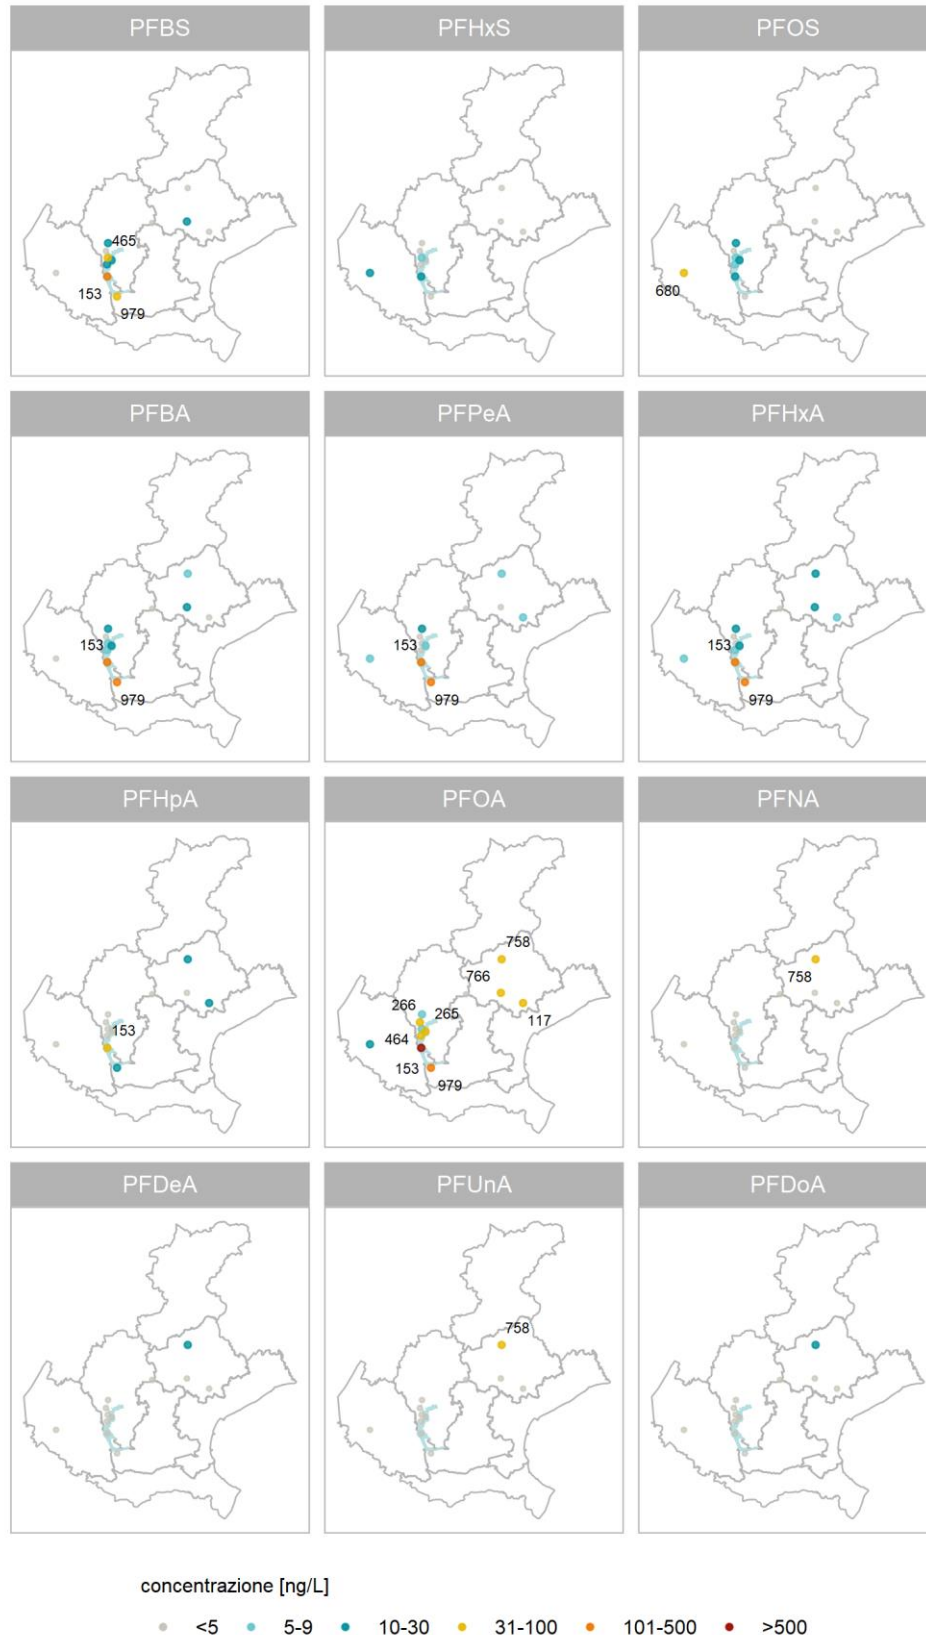 PFBS PFHxS PFOS
465
153
979
680
PFBA PFPeA PFHxA
153 153 153
979 979 979
PFHpA PFOA PFNA
758
766 758
266 265
117
153 464
153
979
PFDeA PFUnA PFDoA
758
concentrazione [ng/L]
<5 5-9 10-30 31-100 101-500 >500